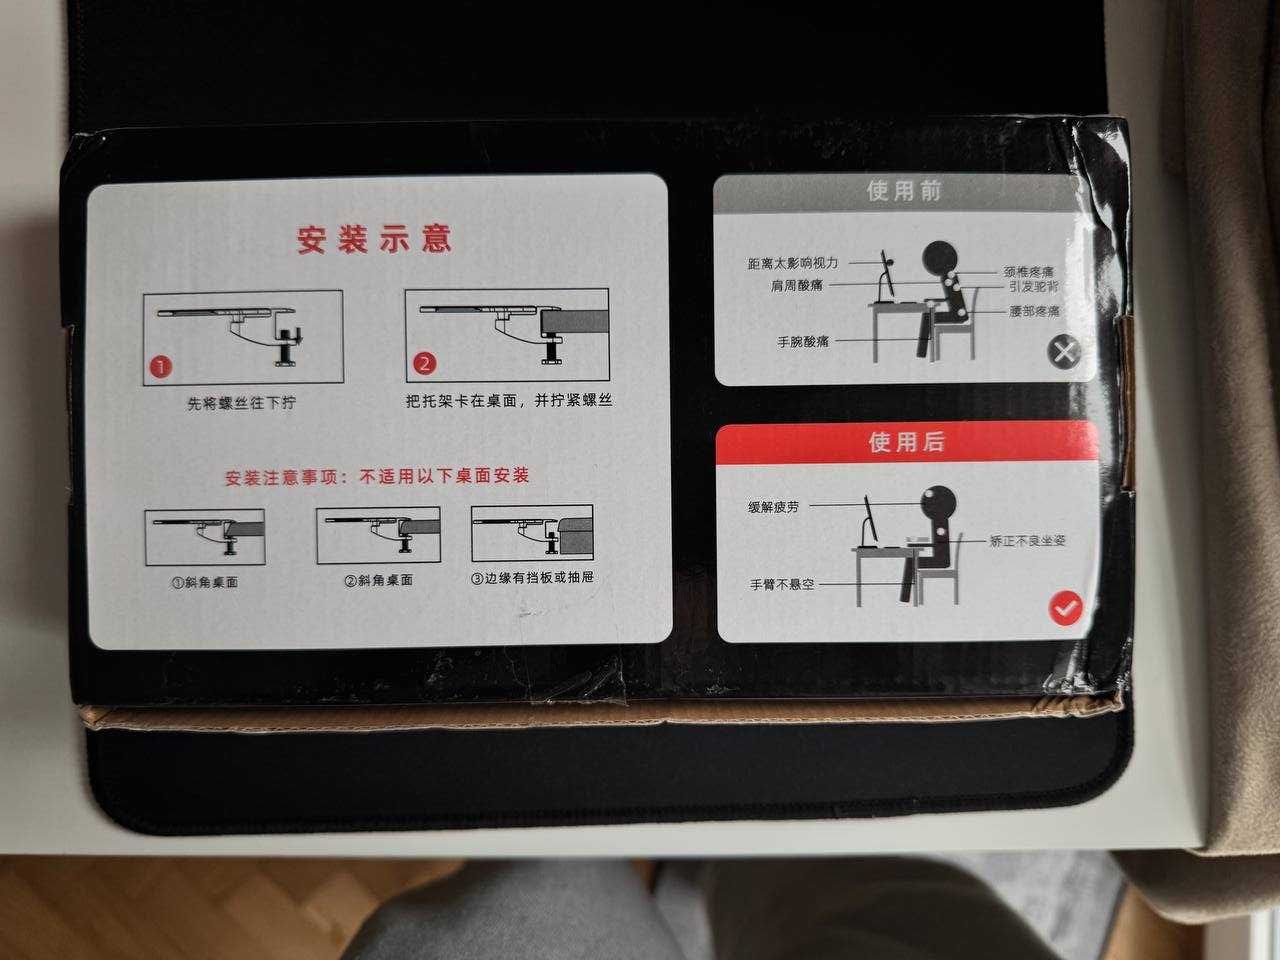 安装示意
1
2
先将螺丝往下拧
把托架卡在桌面，并拧紧螺丝
安装注意事项：不适用以下桌面安装
①斜角桌面
②斜角桌面
③边缘有挡板或抽屉
使用前
距离太影响视力
肩周酸痛
手腕酸痛
颈椎疼痛
引发驼背
腰部疼痛
使用后
缓解疲劳
手臂不悬空
矫正不良坐姿